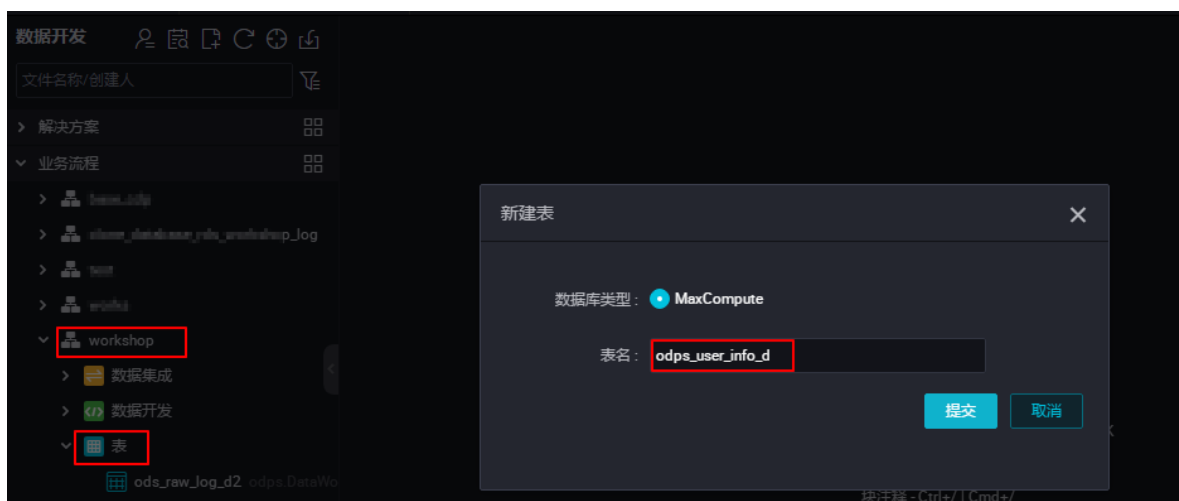 数据开发
文件名称/创建人
解决方案
业务流程
p_log
workshop
数据集成
数据开发
表
ods_raw_log_d2 odps.DataWo
新建表
数据库类型 : MaxCompute
表名 : odps_user_info_d
提交 取消
块注释 - Ctrl+/ | Cmd+/